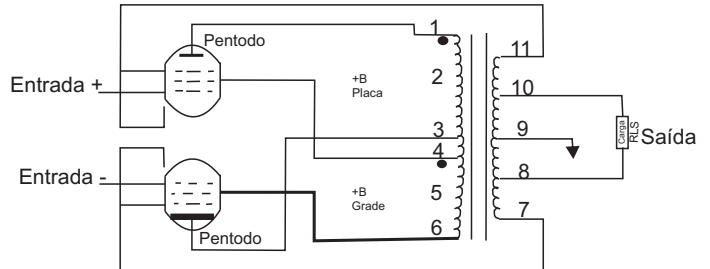 1
Pentodo
11
+B
Placa
2
Entrada +
10
3
9
Carga
RLS
Saída
4
8
Entrada -
+B
Grade
5
7
6
Pentodo